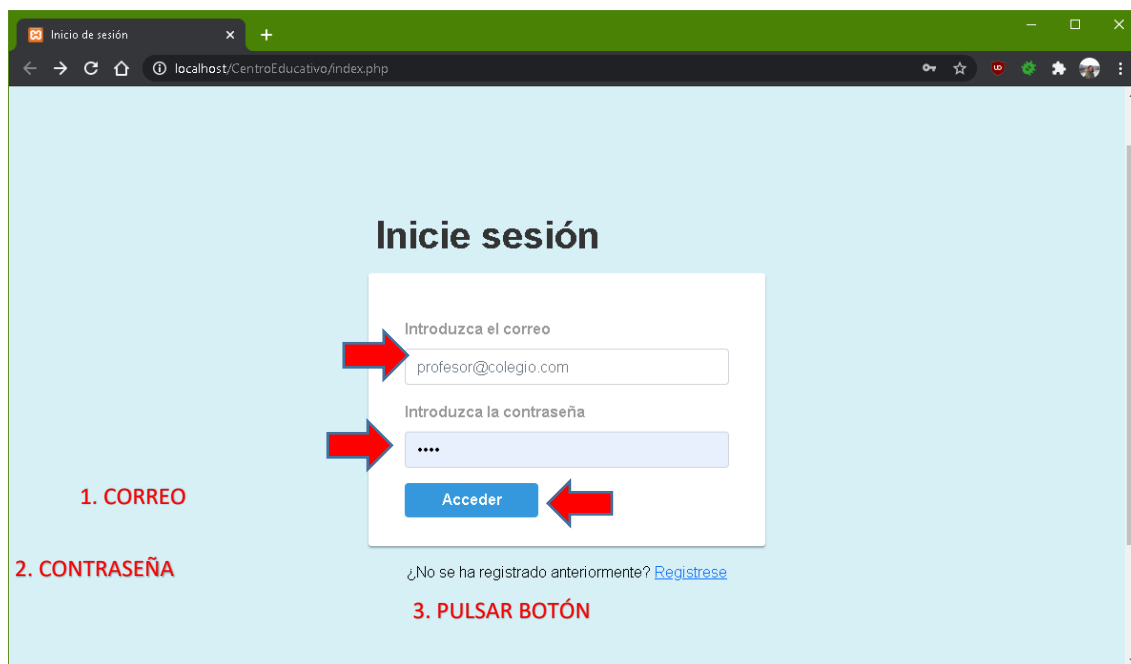 Inicio de sesión
localhost/CentroEducativo/index.php
Inicie sesión
Introduzca el correo
profesor@colegio.com
Introduzca la contraseña
••••
Acceder
1. CORREO
2. CONTRASEÑA
¿No se ha registrado anteriormente? Registrese
3. PULSAR BOTÓN